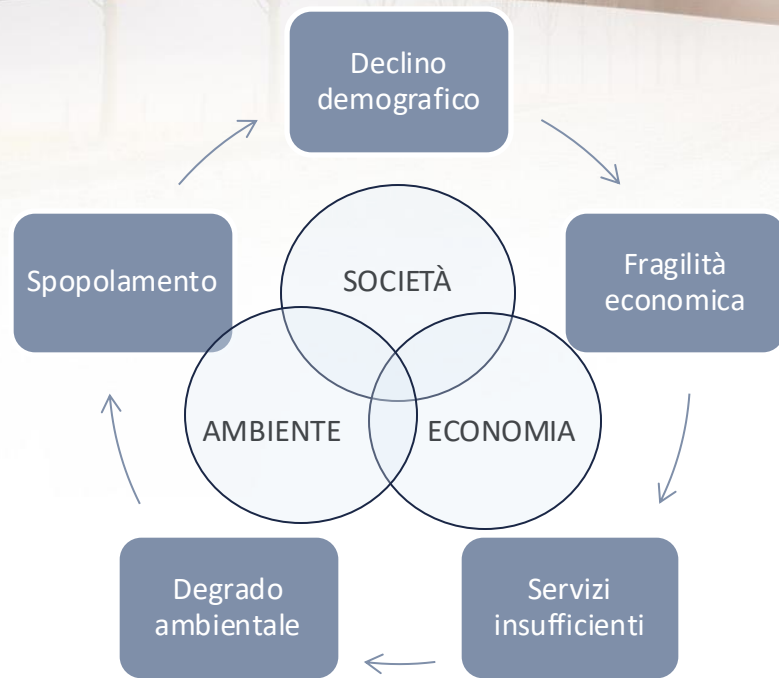 Declino
demografico
Spopolamento
SOCIETÀ
Fragilità
economica
AMBIENTE
ECONOMIA
Degrado
ambientale
Servizi
insufficienti